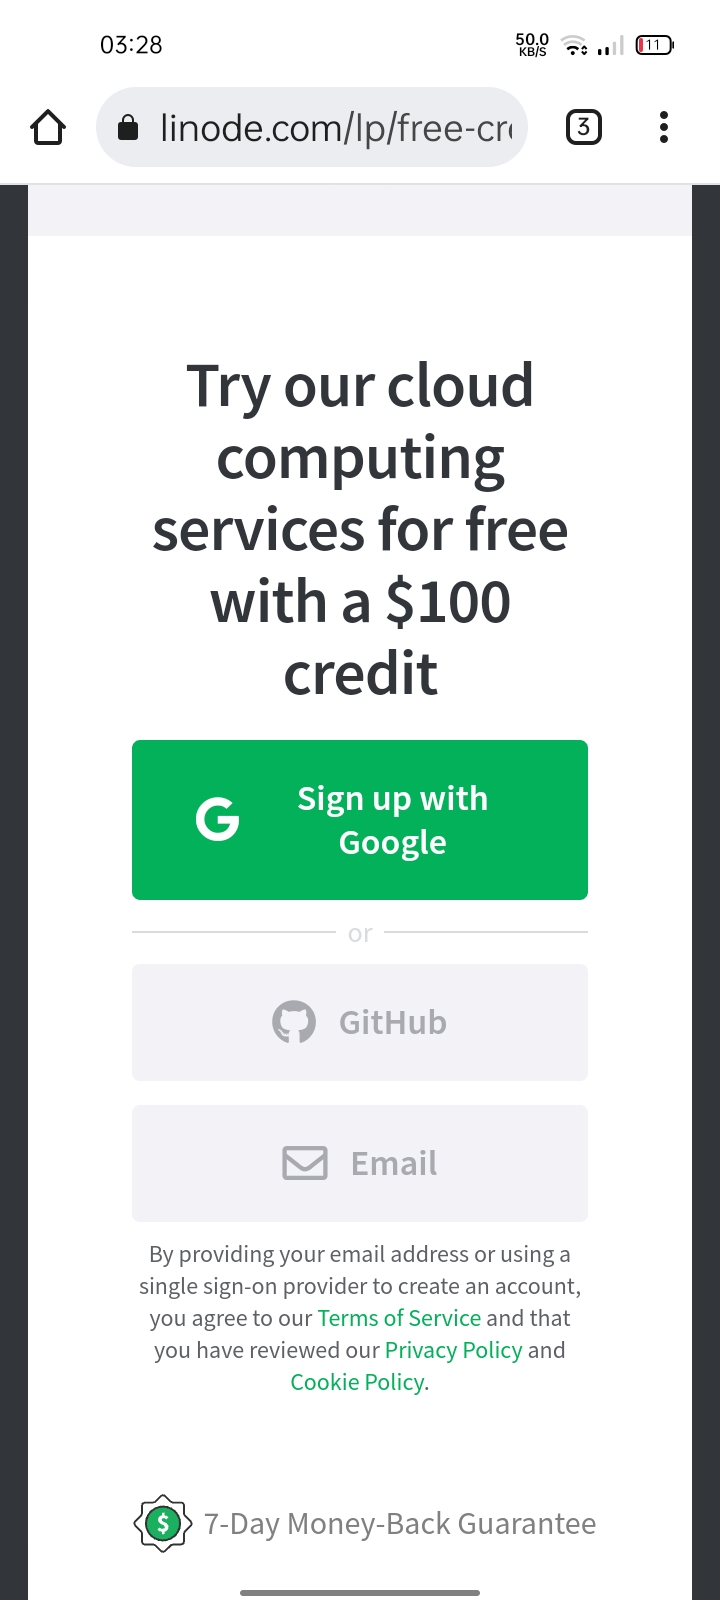 03:28
50.0
KB/S
11
linode.com/lp/free-cr
3
Try our cloud
computing
services for free
with a $100
credit
Sign up with
Google
or
GitHub
Email
By providing your email address or using a
single sign-on provider to create an account,
you agree to our Terms of Service and that
you have reviewed our Privacy Policy and
Cookie Policy.
$
7-Day Money-Back Guarantee